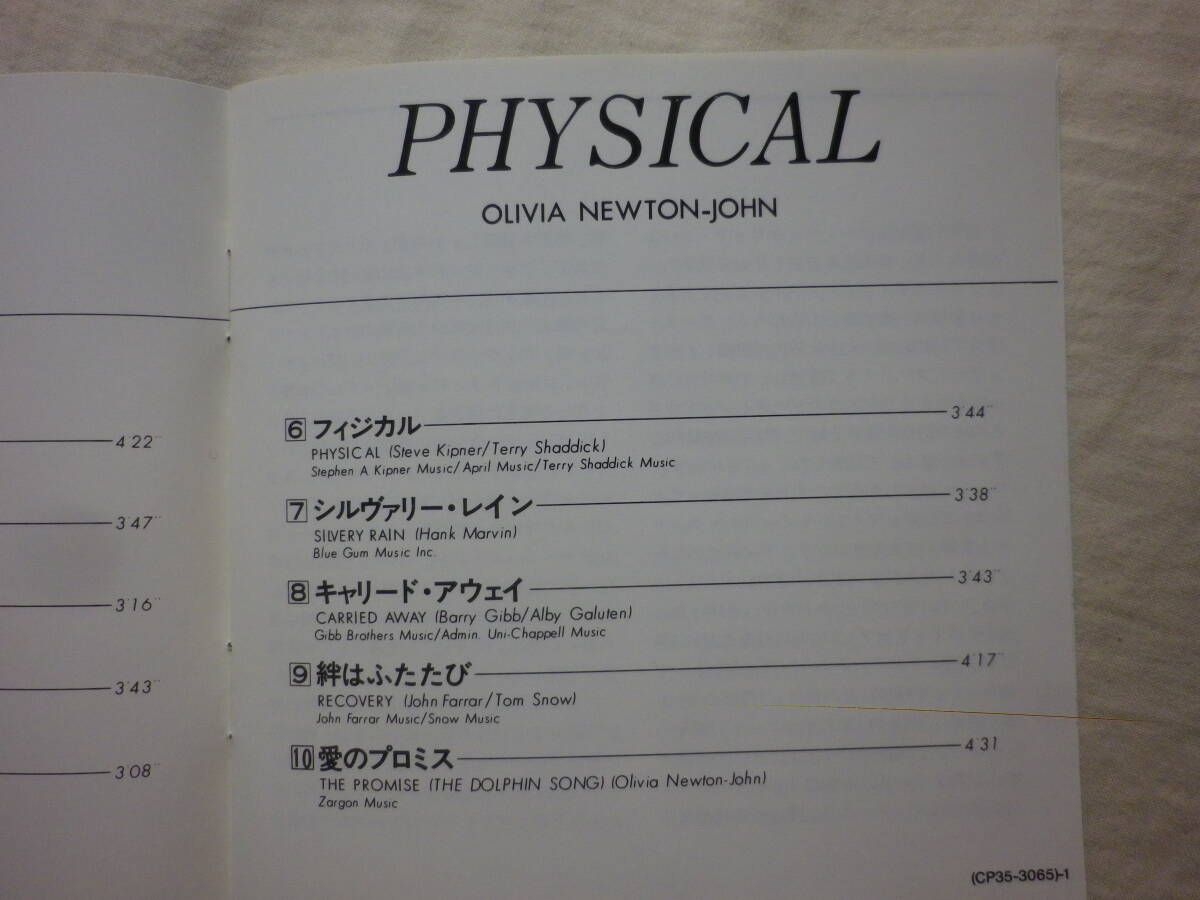 4'22"
3'47"
3'16"
3'43"
3'08"
PHYSICAL
OLIVIA NEWTON-JOHN
6 フィジカル 3'44"
PHYSICAL (Steve Kipner/Terry Shaddick)
Stephen A Kipner Music/April Music/Terry Shaddick Music
7 シルヴァリー・レイン 3'38"
SILVERY RAIN (Hank Marvin)
Blue Gum Music Inc.
8 キャリード・アウェイ 3'43"
CARRIED AWAY (Barry Gibb/Alby Galuten)
Gibb Brothers Music/Admin. Uni-Chappell Music
9 絆はふたたび 4'17"
RECOVERY (John Farrar/Tom Snow)
John Farrar Music/Snow Music
10 愛のプロミス 4'31
THE PROMISE (THE DOLPHIN SONG) (Olivia Newton-John)
Zargon Music
(CP35-3065)-1